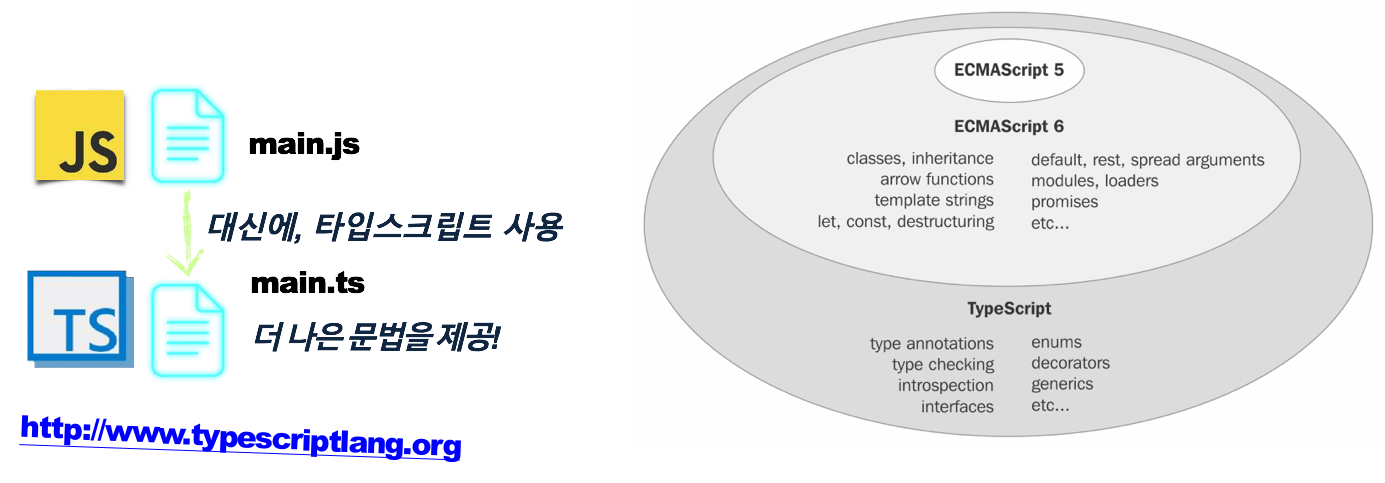 JS
main.js
대신에, 타입스크립트 사용
TS
main.ts
더 나은 문법을 제공!
http://www.typescriptlang.org
ECMAScript 5
ECMAScript 6
classes, inheritance
arrow functions
template strings
let, const, destructuring
default, rest, spread arguments
modules, loaders
promises
etc...
TypeScript
type annotations
type checking
introspection
interfaces
enums
decorators
generics
etc...